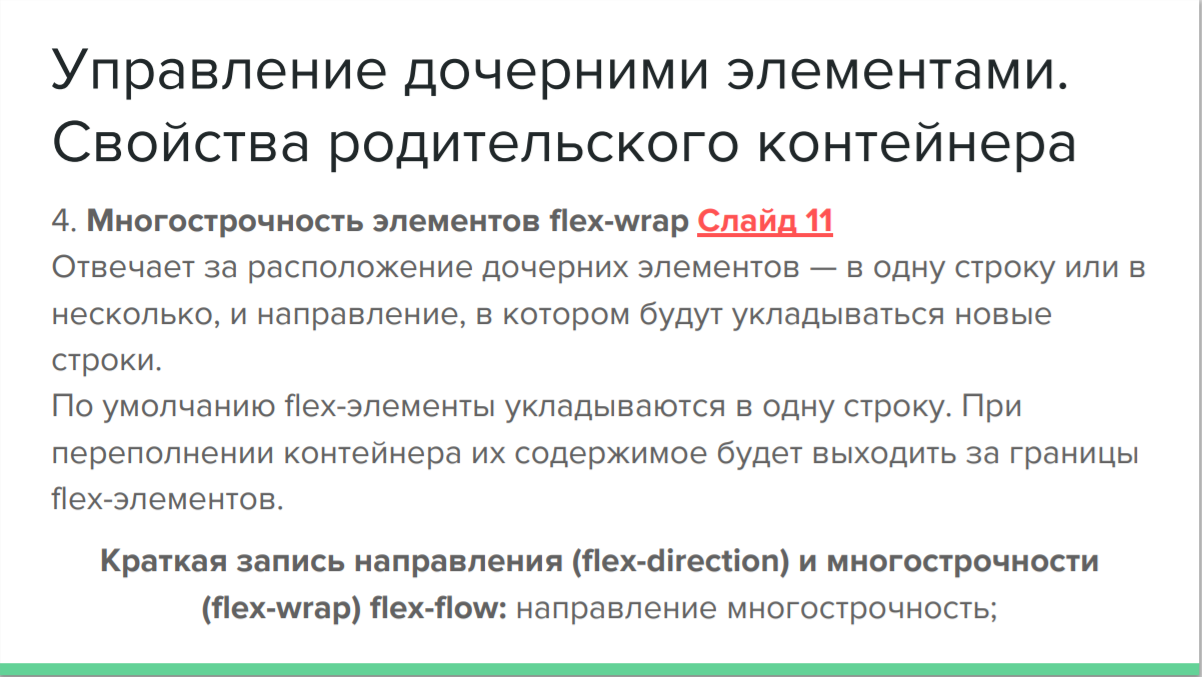 Управление дочерними элементами.
Свойства родительского контейнера
4. Многострочность элементов flex-wrap Слайд 11
Отвечает за расположение дочерних элементов — в одну строку или в
несколько, и направление, в котором будут укладываться новые
строки.
По умолчанию flex-элементы укладываются в одну строку. При
переполнении контейнера их содержимое будет выходить за границы
flex-элементов.
Краткая запись направления (flex-direction) и многострочности
(flex-wrap) flex-flow: направление многострочность;